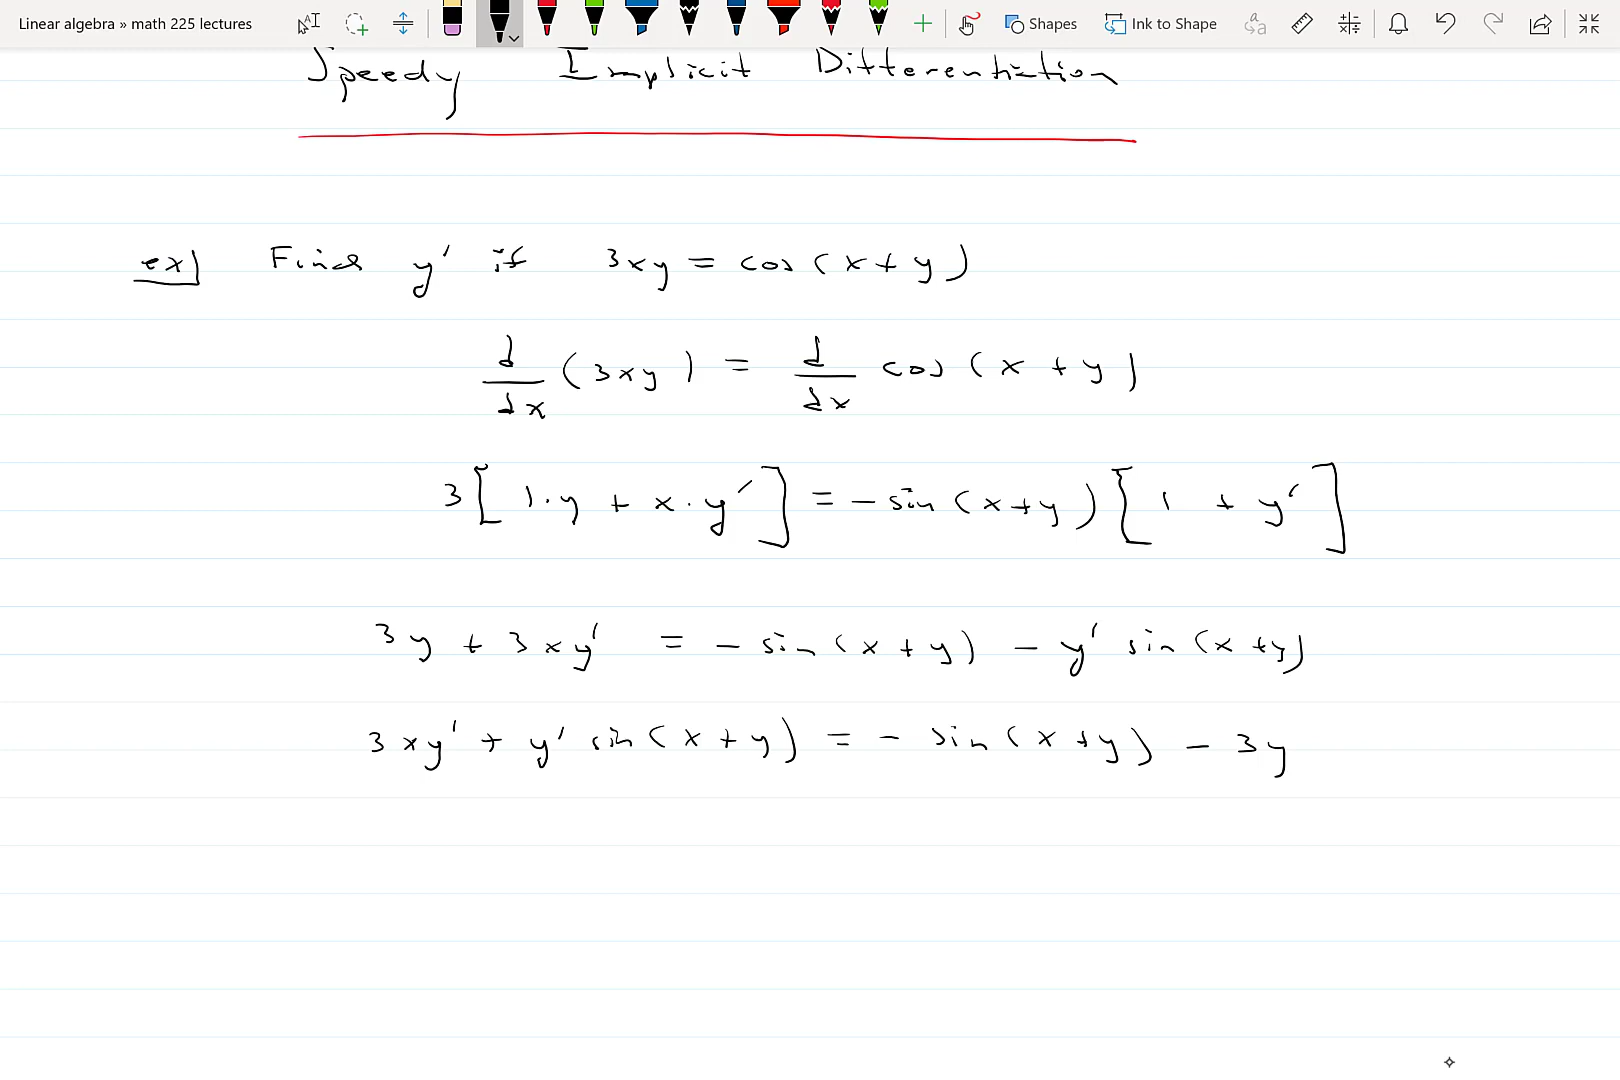 Linear algebra » math 225 lectures
Shapes
Ink to Shape
Speedy Implicit Differentiation
ex) Find y' if 3xy = cos(x+y)
d/dx (3xy) = d/dx cos(x+y)
3[1·y + x·y'] = -sin(x+y)[1 + y']
3y + 3xy' = -sin(x+y) - y' sin(x+y)
3xy' + y' sin(x+y) = -sin(x+y) - 3y